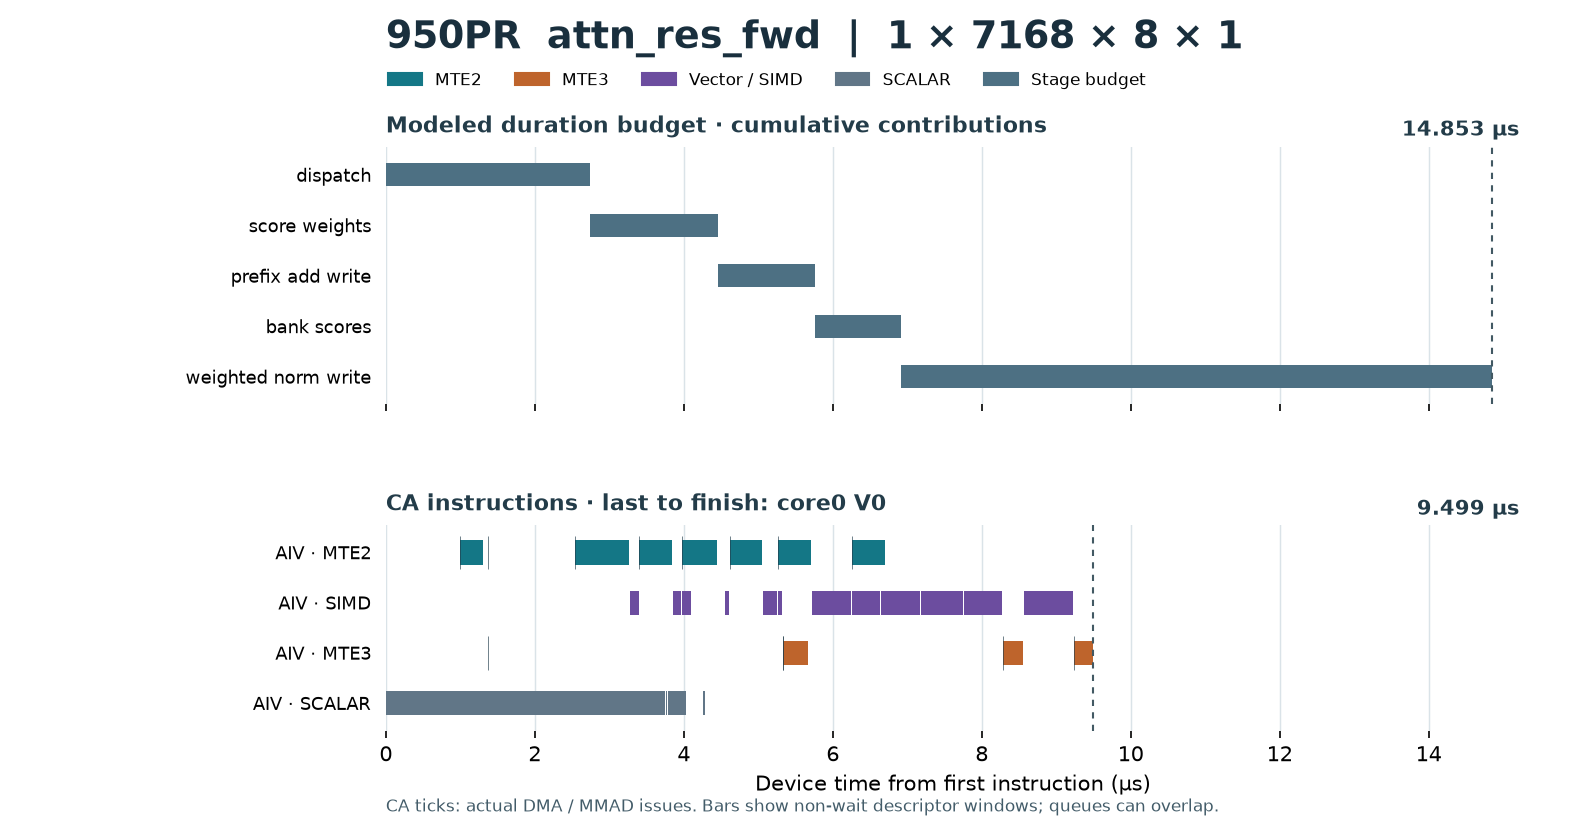 950PR  attn_res_fwd  |  1 × 7168 × 8 × 1
MTE2 MTE3 Vector / SIMD SCALAR Stage budget
Modeled duration budget · cumulative contributions
14.853 µs
dispatch
score weights
prefix add write
bank scores
weighted norm write
CA instructions · last to finish: core0 V0
9.499 µs
AIV · MTE2
AIV · SIMD
AIV · MTE3
AIV · SCALAR
0 2 4 6 8 10 12 14
Device time from first instruction (µs)
CA ticks: actual DMA / MMAD issues. Bars show non-wait descriptor windows; queues can overlap.